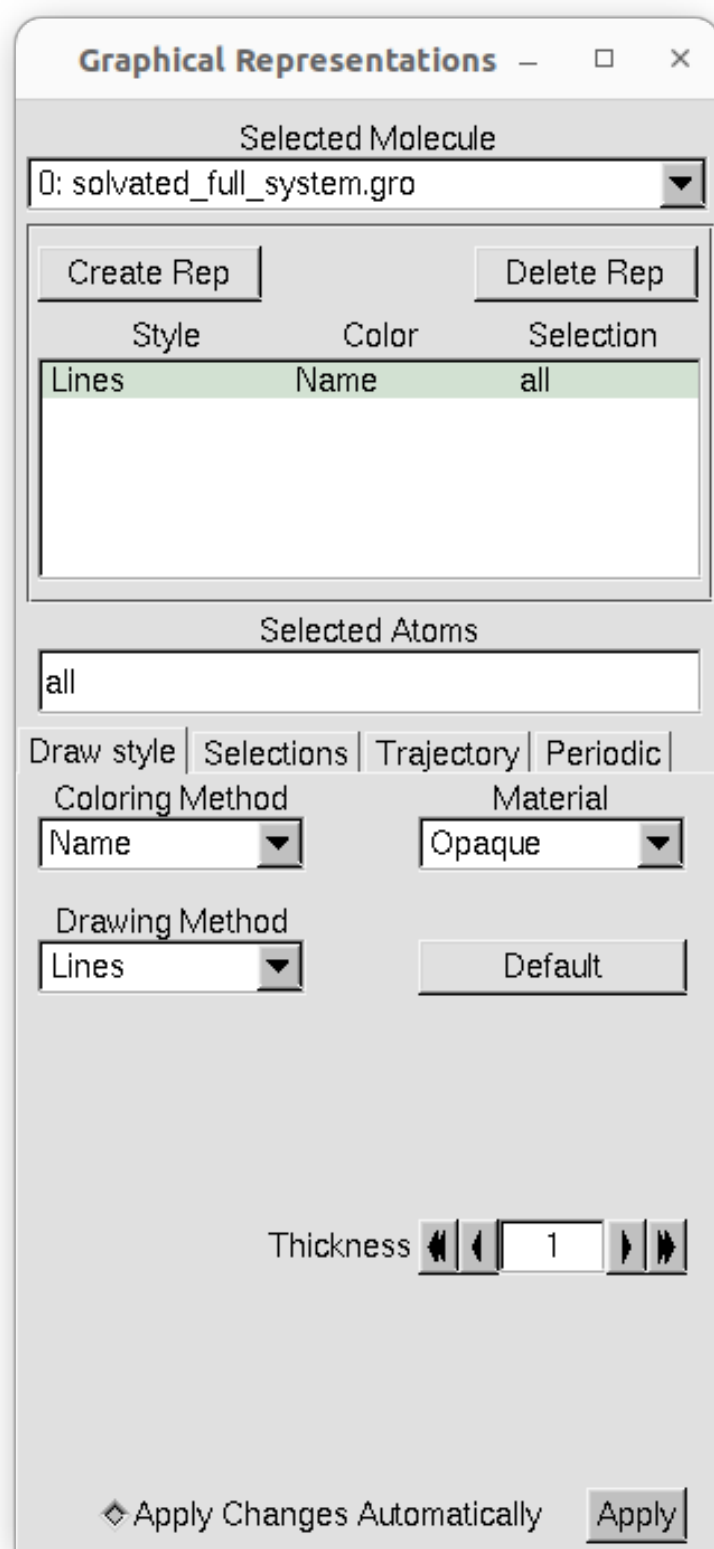 Graphical Representations
Selected Molecule
0: solvated_full_system.gro
Create Rep Delete Rep
Style Color Selection
Lines Name all
Selected Atoms
all
Draw style Selections Trajectory Periodic
Coloring Method Material
Name Opaque
Drawing Method
Lines Default
Thickness 1
Apply Changes Automatically Apply